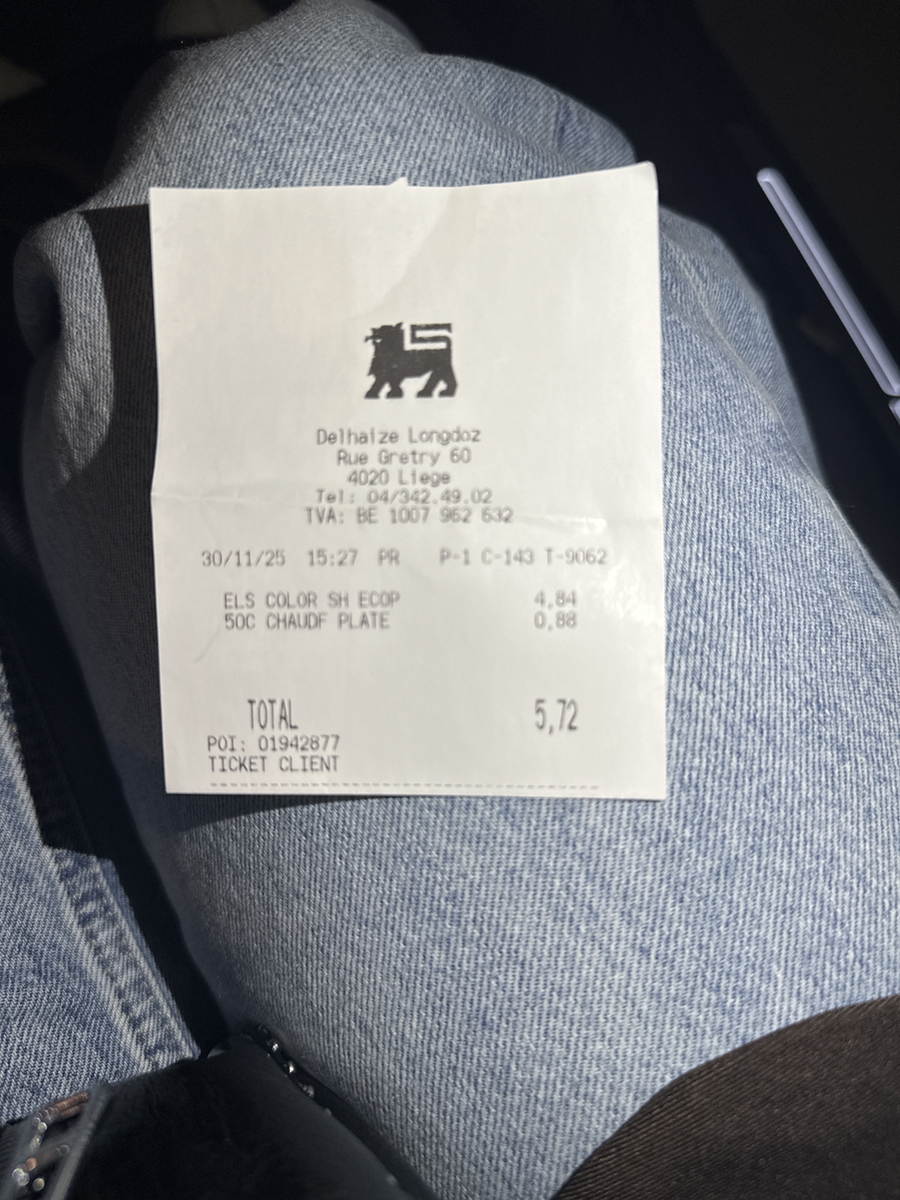 Delhaize Longdoz
Rue Gretry 60
4020 Liege
Tel: 04/342.49.02
TVA: BE 1007 962 632
30/11/25 15:27 PR P-1 C-143 T-9062
ELS COLOR SH ECOP 4,84
50C CHAUDF PLATE 0,88
TOTAL 5,72
POI: 01942877
TICKET CLIENT